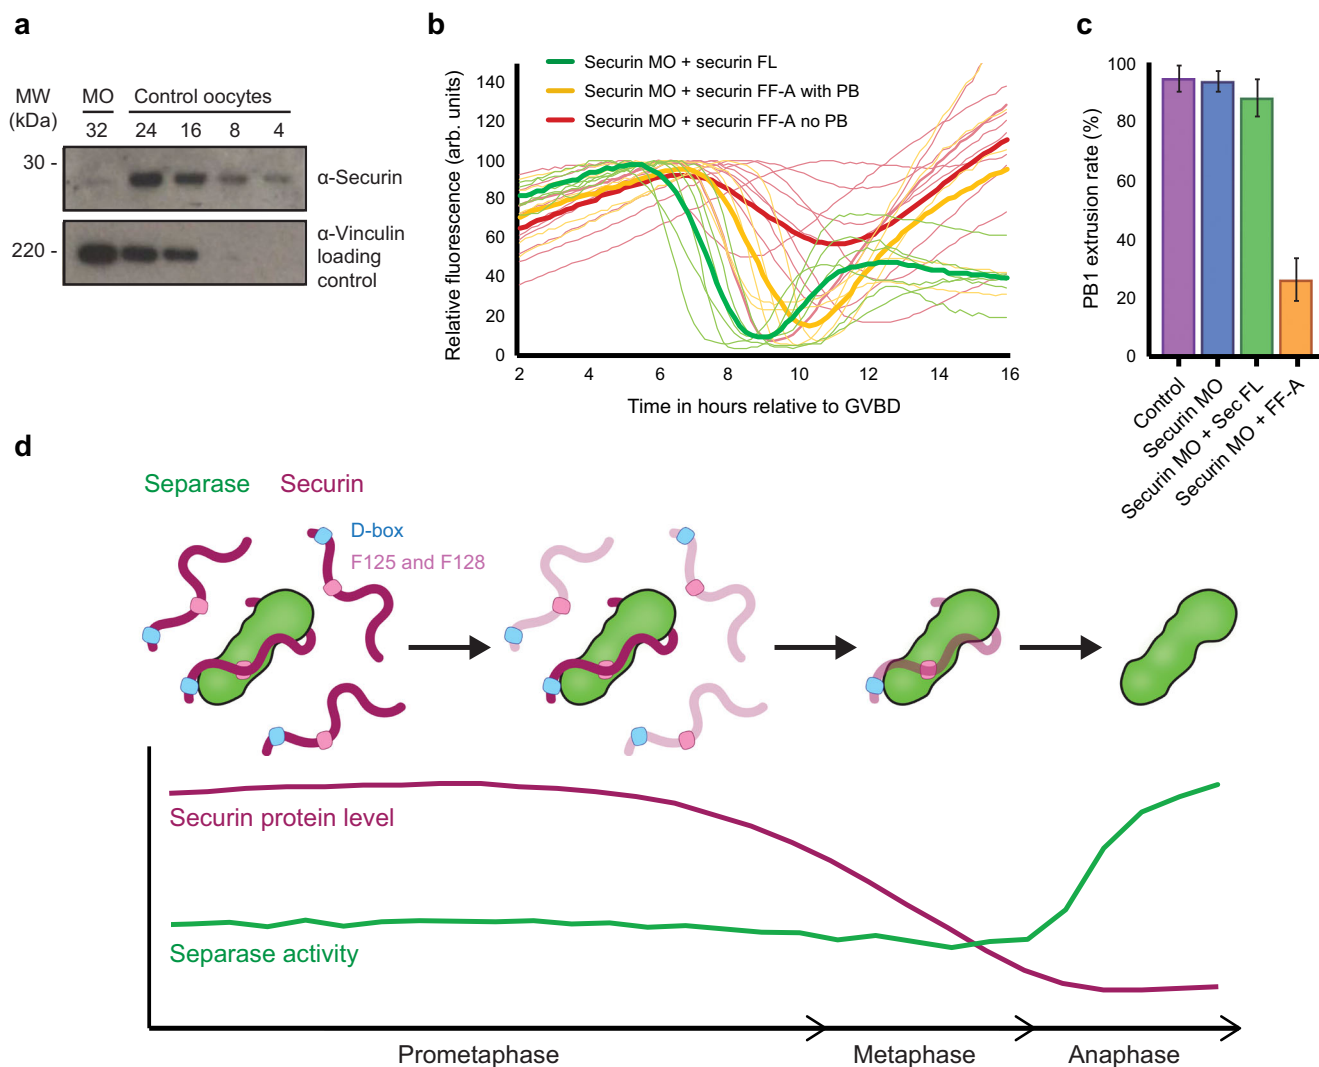 a
MW
(kDa)
MO
Control oocytes
32
24
16
8
4
30 -
α-Securin
220 -
α-Vinculin
loading
control
b
Relative fluorescence (arb. units)
140
120
100
80
60
40
20
0
2
4
6
8
10
12
14
16
Time in hours relative to GVBD
Securin MO + securin FL
Securin MO + securin FF-A with PB
Securin MO + securin FF-A no PB
c
PB1 extrusion rate (%)
100
80
60
40
20
0
Control
Securin MO
Securin MO + Sec FL
Securin MO + FF-A
d
Separase
Securin
D-box
F125 and F128
Securin protein level
Separase activity
Prometaphase
Metaphase
Anaphase